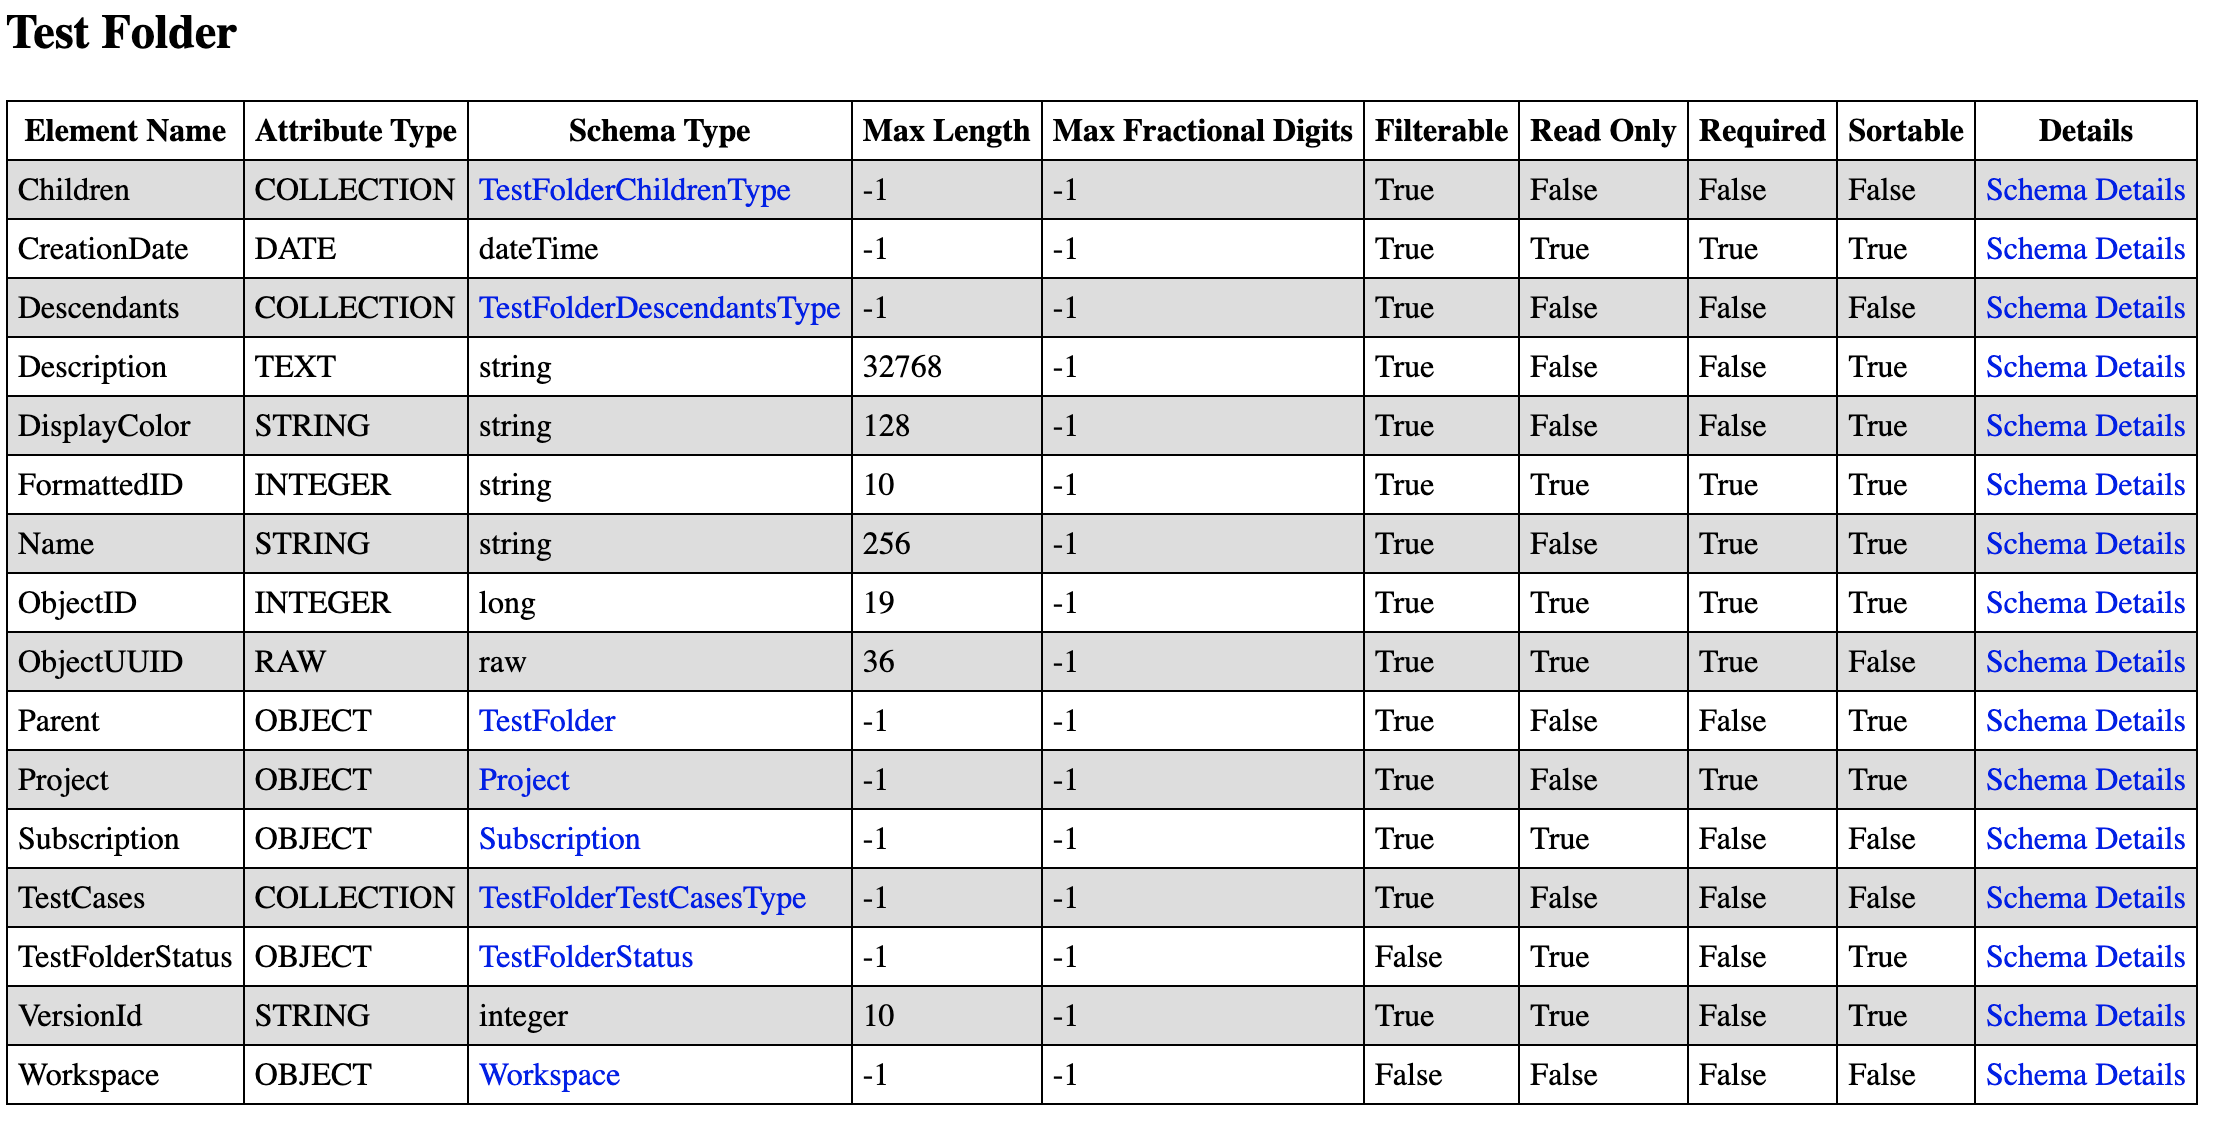 Test Folder
Element Name Attribute Type Schema Type Max Length Max Fractional Digits Filterable Read Only Required Sortable Details
Children COLLECTION TestFolderChildrenType -1 -1 True False False False Schema Details
CreationDate DATE dateTime -1 -1 True True True True Schema Details
Descendants COLLECTION TestFolderDescendantsType -1 -1 True False False False Schema Details
Description TEXT string 32768 -1 True False False True Schema Details
DisplayColor STRING string 128 -1 True False False True Schema Details
FormattedID INTEGER string 10 -1 True True True True Schema Details
Name STRING string 256 -1 True False True True Schema Details
ObjectID INTEGER long 19 -1 True True True True Schema Details
ObjectUUID RAW raw 36 -1 True True True False Schema Details
Parent OBJECT TestFolder -1 -1 True False False True Schema Details
Project OBJECT Project -1 -1 True False True True Schema Details
Subscription OBJECT Subscription -1 -1 True True False False Schema Details
TestCases COLLECTION TestFolderTestCasesType -1 -1 True False False False Schema Details
TestFolderStatus OBJECT TestFolderStatus -1 -1 False True False True Schema Details
VersionId STRING integer 10 -1 True True False True Schema Details
Workspace OBJECT Workspace -1 -1 False False False False Schema Details